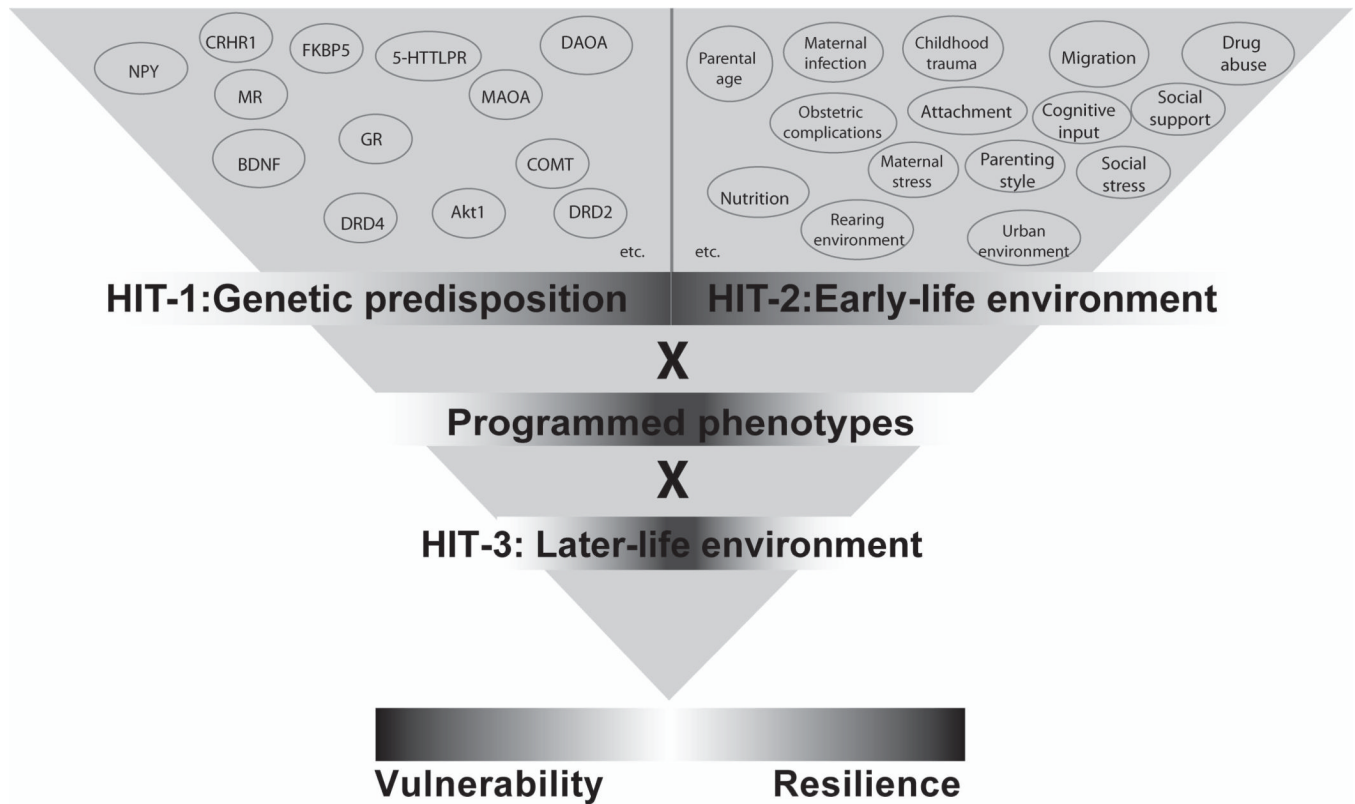 NPY
CRHR1
FKBP5
5-HTTLPR
DAOA
MR
MAOA
BDNF
GR
COMT
DRD4
Akt1
DRD2
etc.
Parental
age
Maternal
infection
Childhood
trauma
Migration
Drug
abuse
Obstetric
complications
Attachment
Cognitive
input
Social
support
Maternal
stress
Parenting
style
Social
stress
Nutrition
Rearing
environment
Urban
environment
etc.
HIT-1:Genetic predisposition
HIT-2:Early-life environment
X
Programmed phenotypes
X
HIT-3: Later-life environment
Vulnerability
Resilience